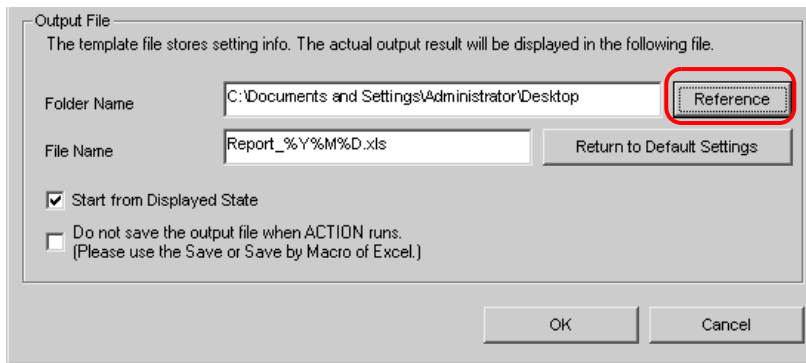 Output File
The template file stores setting info. The actual output result will be displayed in the following file.
Folder Name
C:\Documents and Settings\Administrator\Desktop
Reference
File Name
Report_%Y%M%D.xls
Return to Default Settings
Start from Displayed State
Do not save the output file when ACTION runs.
(Please use the Save or Save by Macro of Excel.)
OK
Cancel